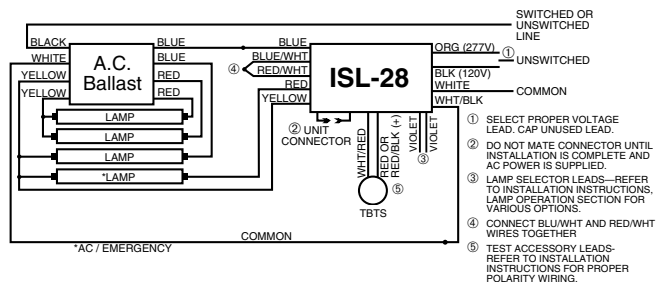 SWITCHED OR
UNSWITCHED
LINE
BLACK
WHITE
YELLOW
YELLOW
A.C.
Ballast
BLUE
BLUE
RED
RED
LAMP
LAMP
LAMP
*LAMP
BLUE
BLUE/WHT
④
RED/WHT
RED
YELLOW
ISL-28
ORG (277V)
①
UNSWITCHED
BLK (120V)
WHITE
COMMON
WHT/BLK
② UNIT
CONNECTOR
WHT/RED
RED OR
RED/BLK (+)
VIOLET
VIOLET
③
⑤
TBTS
COMMON
*AC / EMERGENCY
① SELECT PROPER VOLTAGE
LEAD. CAP UNUSED LEAD.
② DO NOT MATE CONNECTOR UNTIL
INSTALLATION IS COMPLETE AND
AC POWER IS SUPPLIED.
③ LAMP SELECTOR LEADS—REFER
TO INSTALLATION INSTRUCTIONS,
LAMP OPERATION SECTION FOR
VARIOUS OPTIONS.
④ CONNECT BLU/WHT AND RED/WHT
WIRES TOGETHER
⑤ TEST ACCESSORY LEADS-
REFER TO INSTALLATION
INSTRUCTIONS FOR PROPER
POLARITY WIRING.